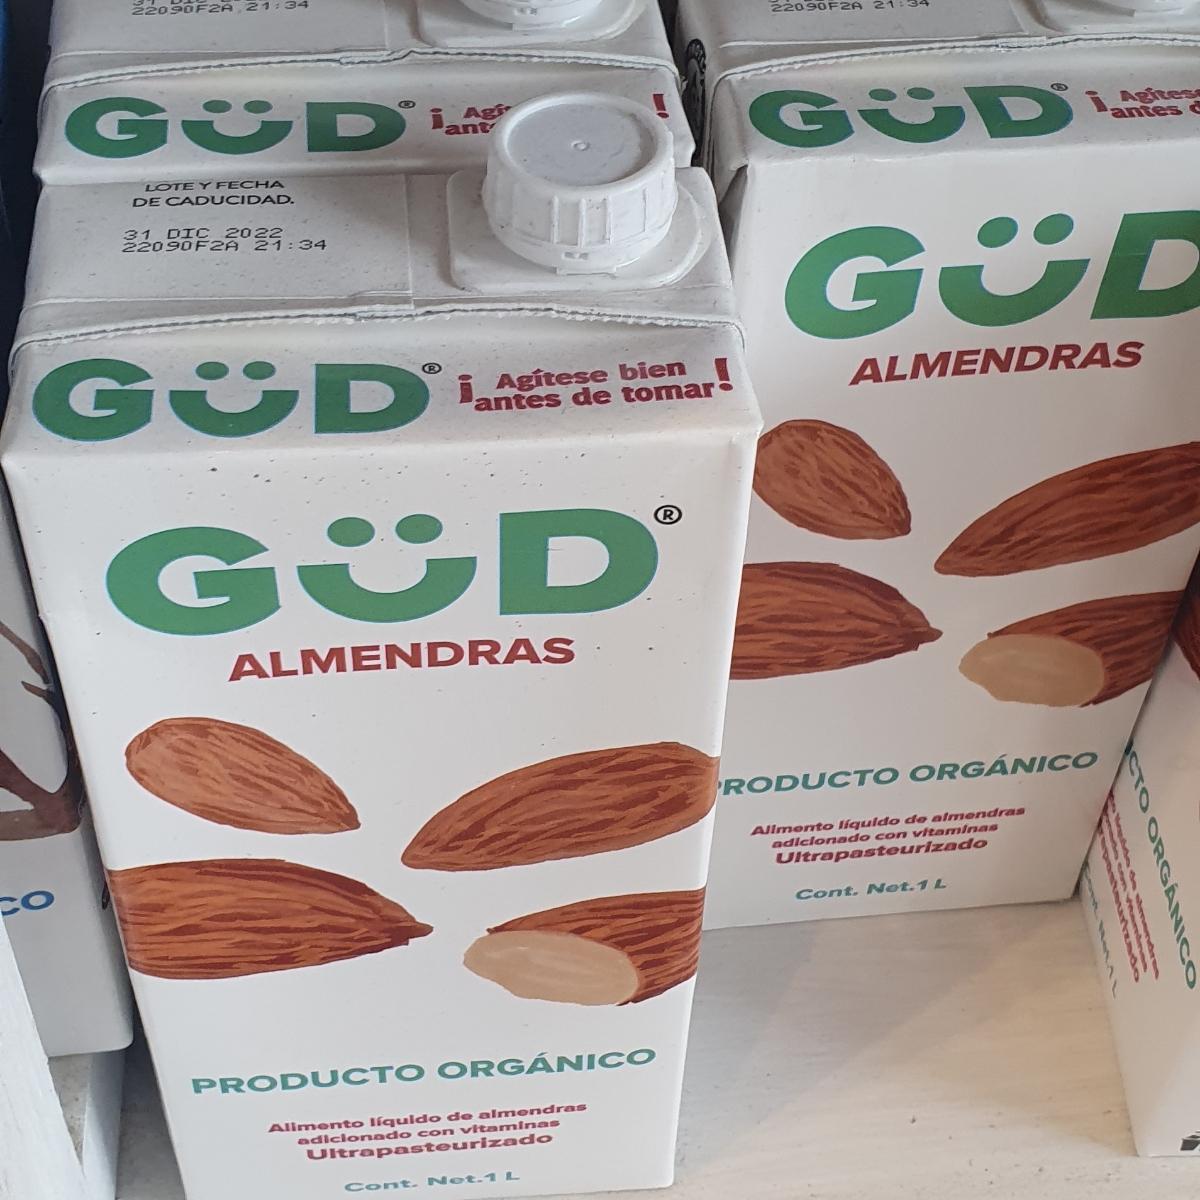 22090F2A 21:34
GÜD®
LOTE Y FECHA
DE CADUCIDAD.
31 DIC 2022
22090F2A 21:34
GÜD®
¡Agítese bien
antes de tomar!
GÜD®
ALMENDRAS
PRODUCTO ORGÁNICO
Alimento líquido de almendras
adicionado con vitaminas
Ultrapasteurizado
Cont. Net.1 L
22090F2A 21:34
GÜD®
¡Agítese
antes
GÜD
ALMENDRAS
PRODUCTO ORGÁNICO
Alimento líquido de almendras
adicionado con vitaminas
Ultrapasteurizado
Cont. Net.1 L
ORGÁNICO